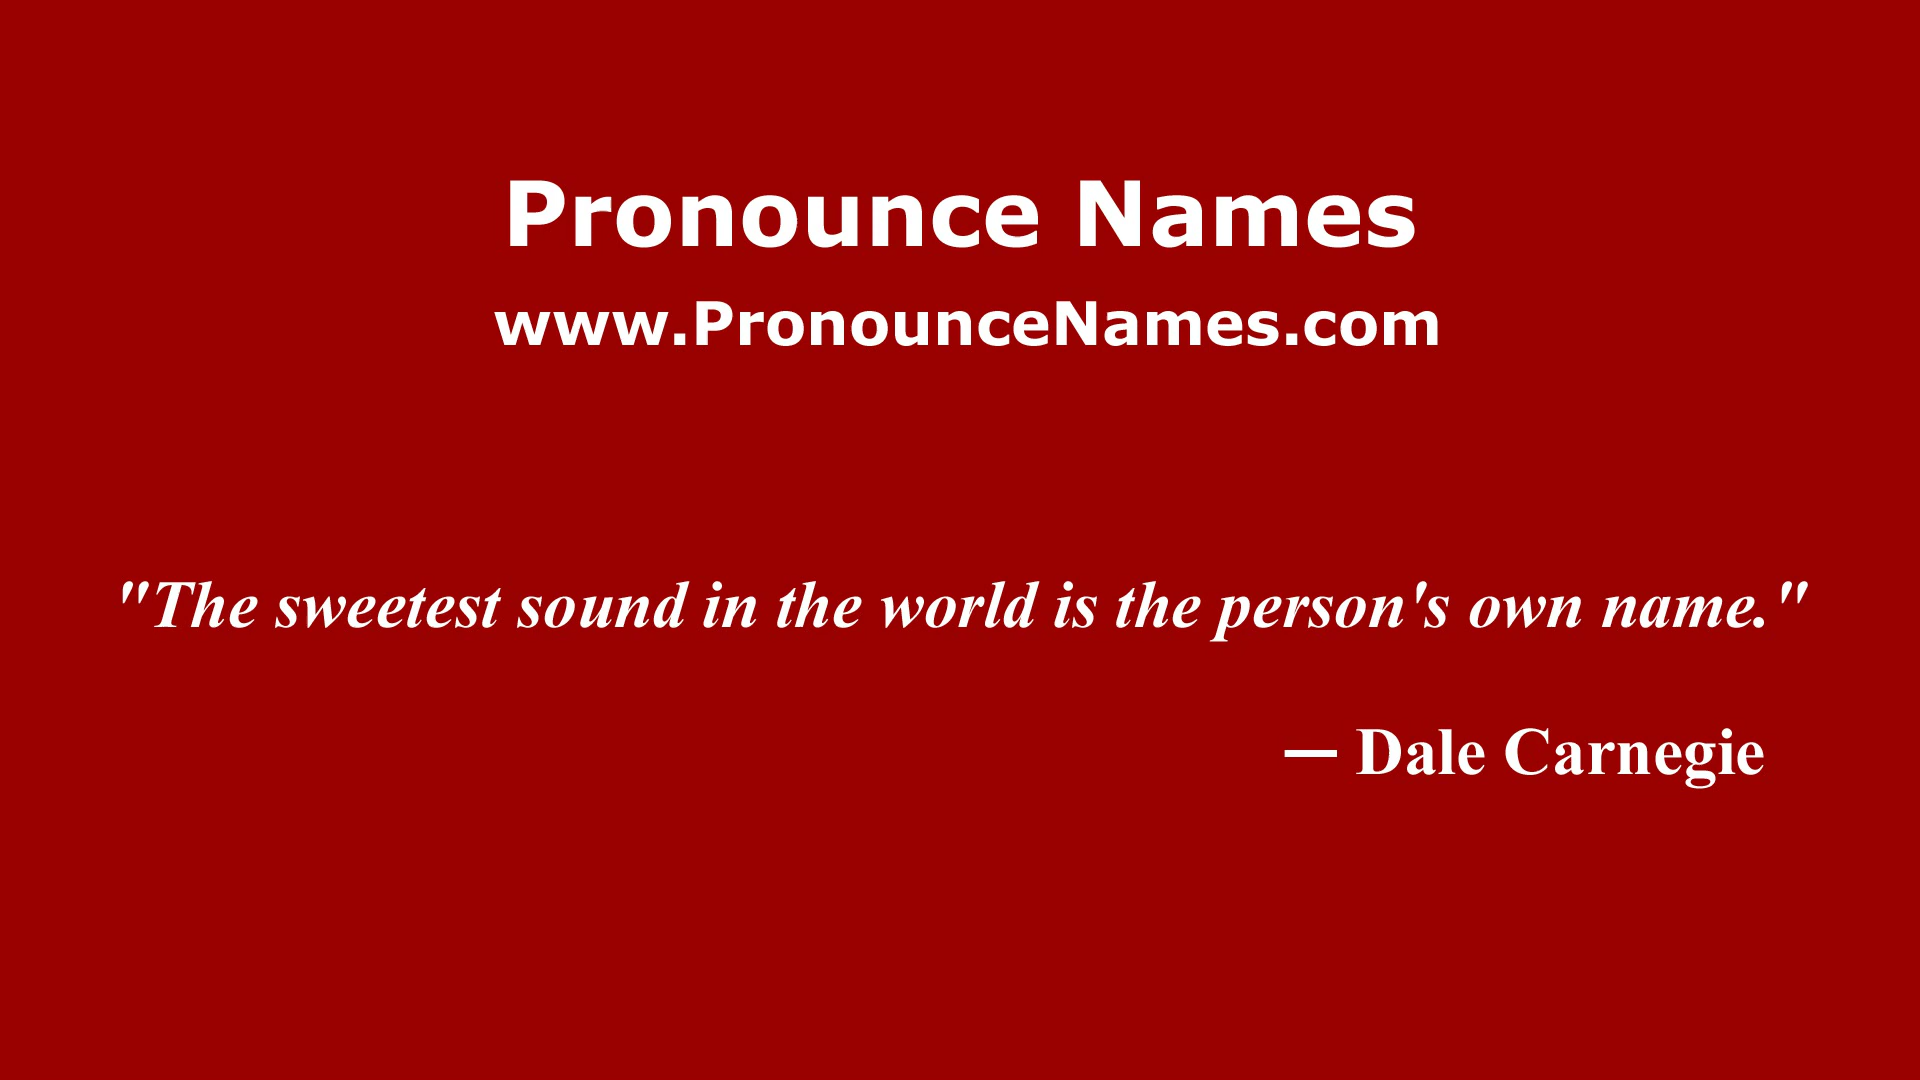 Pronounce Names
www.PronounceNames.com
"The sweetest sound in the world is the person's own name."
— Dale Carnegie